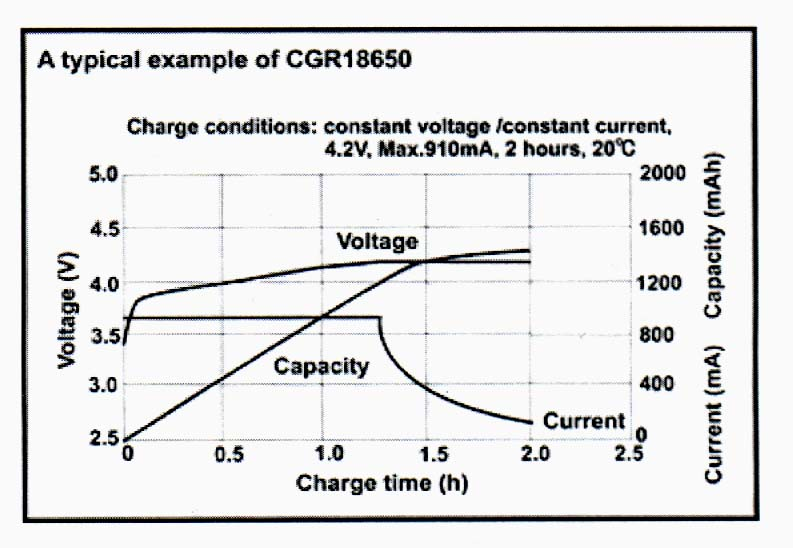 A typical example of CGR18650
Charge conditions: constant voltage /constant current,
4.2V, Max.910mA, 2 hours, 20℃
5.0
4.5
4.0
3.5
3.0
2.5
Voltage (V)
2000
1600
1200
800
400
0
Capacity (mAh)
Current (mA)
Voltage
Capacity
Current
0
0.5
1.0
1.5
2.0
2.5
Charge time (h)